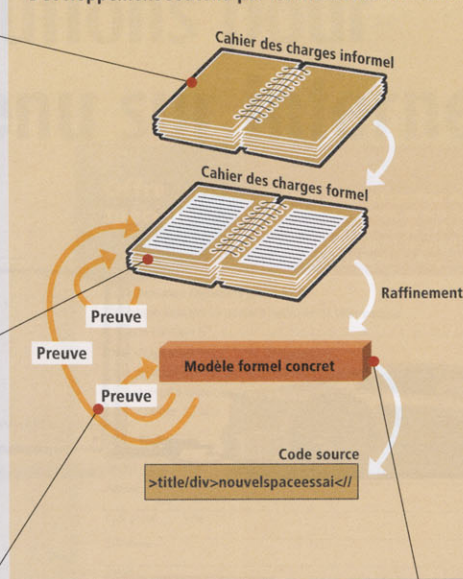 Cahier des charges informel
Cahier des charges formel
Raffinement
Preuve
Preuve
Modèle formel concret
Preuve
Code source
>title/div>nouvelspaceessai<//